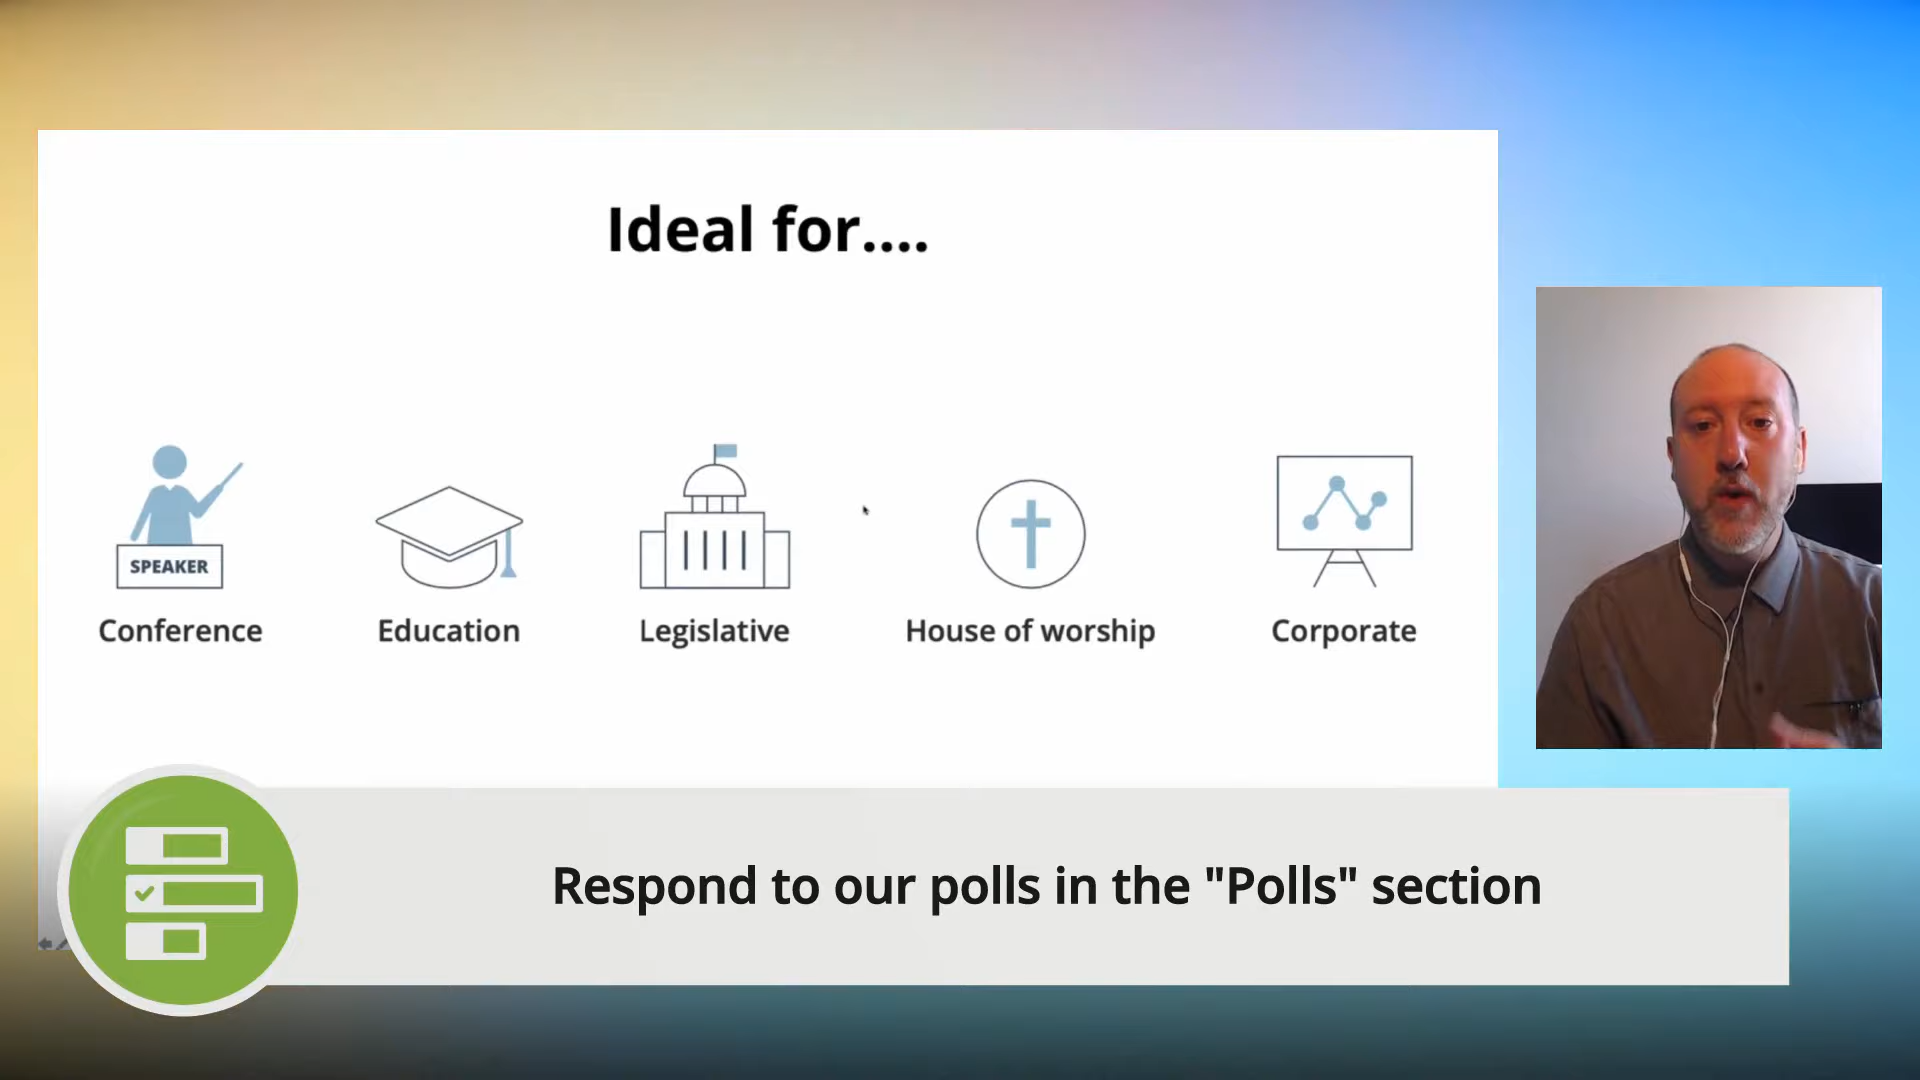 Ideal for....
SPEAKER
Conference
Education
Legislative
House of worship
Corporate
Respond to our polls in the "Polls" section